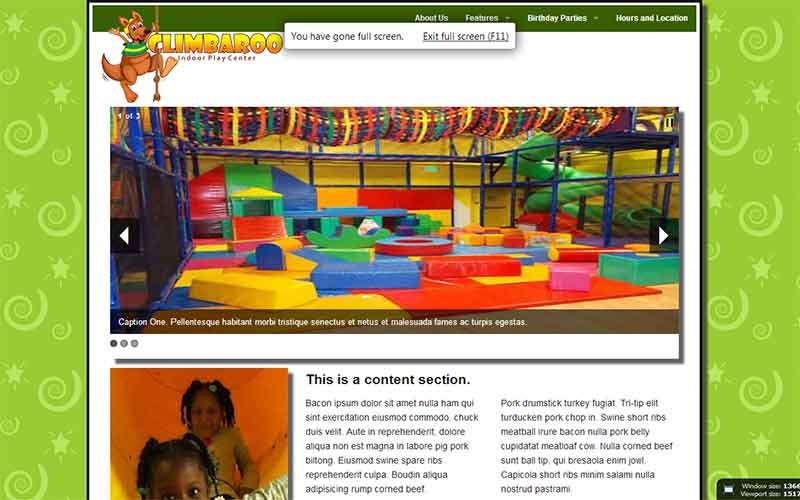 About Us Features Birthday Parties Hours and Location
CLIMBAROO
Indoor Play Center
You have gone full screen. Exit full screen (F11)
1 of 3
Caption One. Pellentesque habitant morbi tristique senectus et netus et malesuada fames ac turpis egestas.
This is a content section.
Bacon ipsum dolor sit amet nulla ham qui
sint exercitation eiusmod commodo, chuck
duis velit. Aute in reprehenderit, dolore
aliqua non est magna in labore pig pork
biltong. Eiusmod swine spare ribs
reprehenderit culpa. Boudin aliqua
adipisicing rump corned beef.
Pork drumstick turkey fugiat. Tri-tip elit
turducken pork chop in. Swine short ribs
meatball irure bacon nulla pork belly
cupidatat meatloaf cow. Nulla corned beef
sunt ball tip, qui bresaola enim jowl.
Capicola short ribs minim salami nulla
nostrud pastrami.
Window size: 1366
Viewport size: